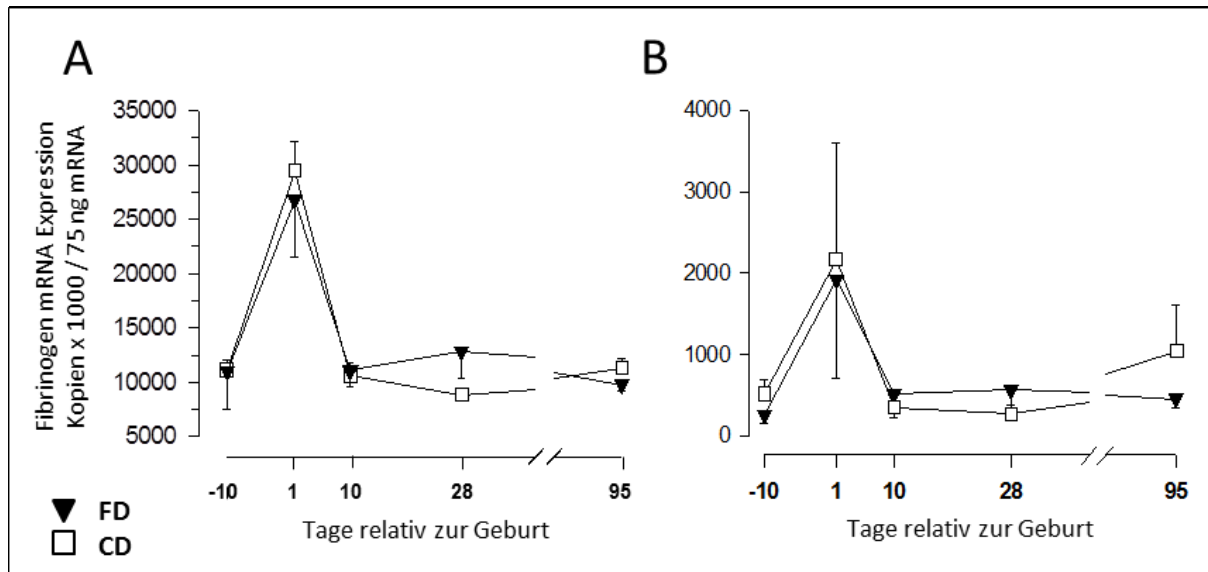 A
B
Fibrinogen mRNA Expression
Kopien x 1000 / 75 ng mRNA
35000
30000
25000
20000
15000
10000
5000
-10 1 10 28 95
Tage relativ zur Geburt
4000
3000
2000
1000
0
-10 1 10 28 95
Tage relativ zur Geburt
FD
CD